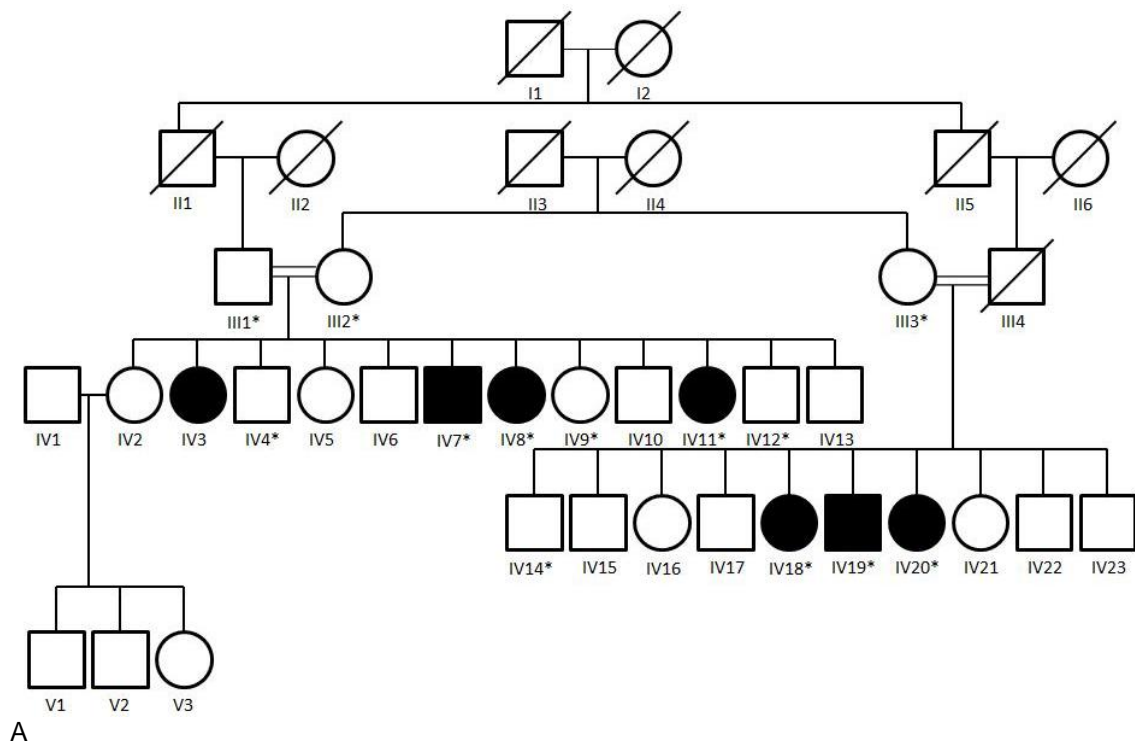 I1 I2
II1 II2 II3 II4 II5 II6
III1* III2* III3* III4
IV1 IV2 IV3 IV4* IV5 IV6 IV7* IV8* IV9* IV10 IV11* IV12* IV13
IV14* IV15 IV16 IV17 IV18* IV19* IV20* IV21 IV22 IV23
V1 V2 V3
A